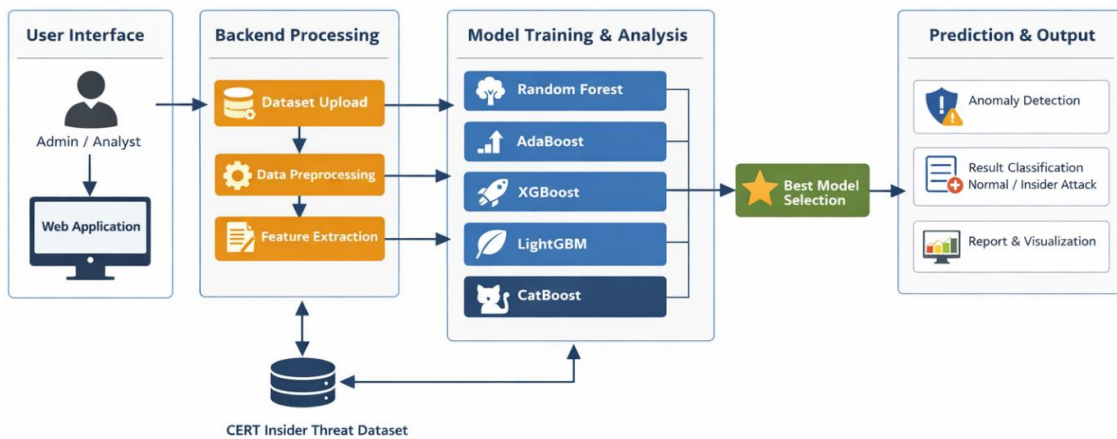 User Interface
Admin / Analyst
Web Application
Backend Processing
Dataset Upload
Data Preprocessing
Feature Extraction
Model Training & Analysis
Random Forest
AdaBoost
XGBoost
LightGBM
CatBoost
Best Model
Selection
Prediction & Output
Anomaly Detection
Result Classification
Normal / Insider Attack
Report & Visualization
CERT Insider Threat Dataset